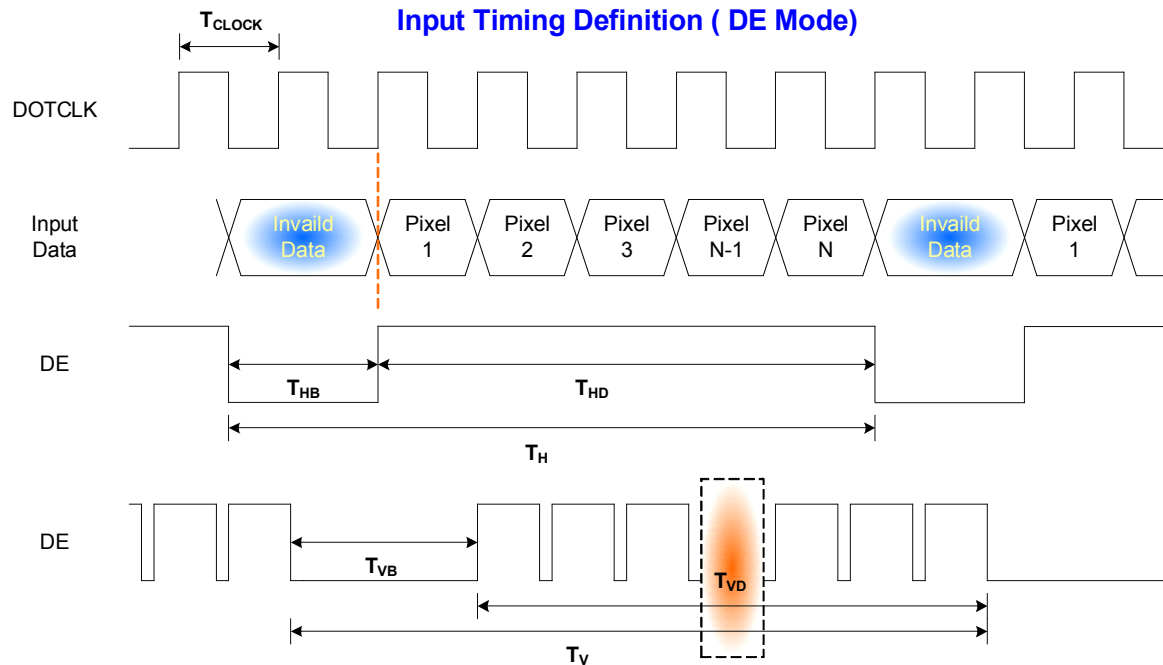 Input Timing Definition ( DE Mode)
TCLOCK
DOTCLK
Input
Data
Invaild
Data
Pixel
1
Pixel
2
Pixel
3
Pixel
N-1
Pixel
N
Invaild
Data
Pixel
1
DE
THB
THD
TH
DE
TVB
TVD
TV